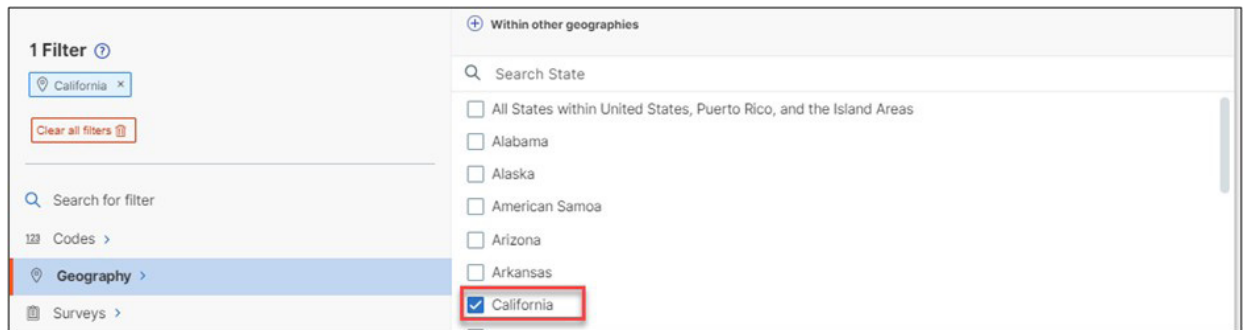 1 Filter ?
California ×
Clear all filters
Search for filter
123 Codes >
Geography >
Surveys >
Within other geographies
Search State
All States within United States, Puerto Rico, and the Island Areas
Alabama
Alaska
American Samoa
Arizona
Arkansas
California